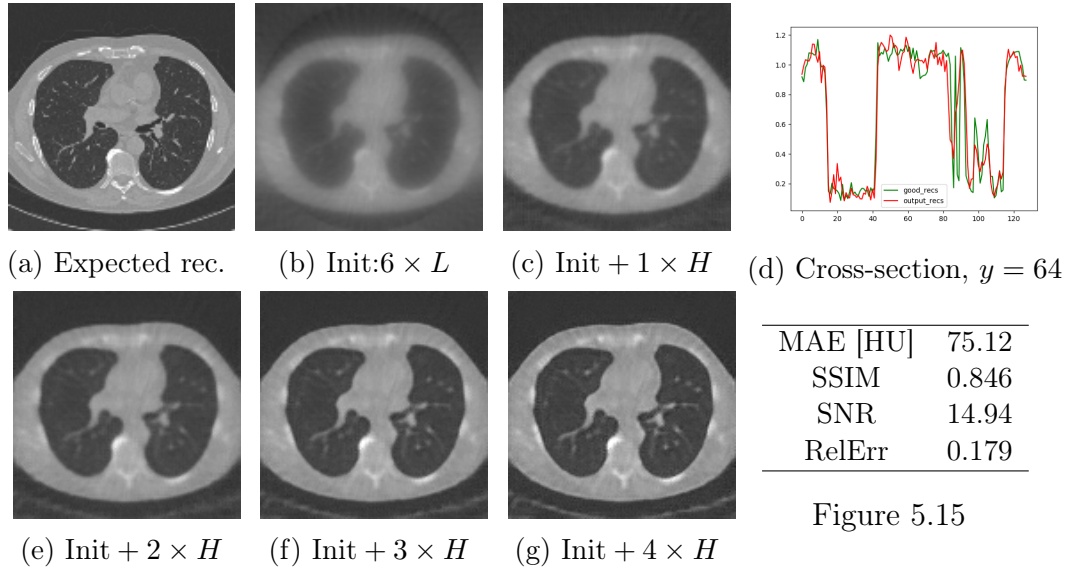 1.2
1.0
0.8
0.6
0.4
0.2
good_recs
output_recs
0 20 40 60 80 100 120
(a) Expected rec.
(b) Init:6 × L
(c) Init + 1 × H
(d) Cross-section, y = 64
MAE [HU] 75.12
SSIM 0.846
SNR 14.94
RelErr 0.179
Figure 5.15
(e) Init + 2 × H
(f) Init + 3 × H
(g) Init + 4 × H